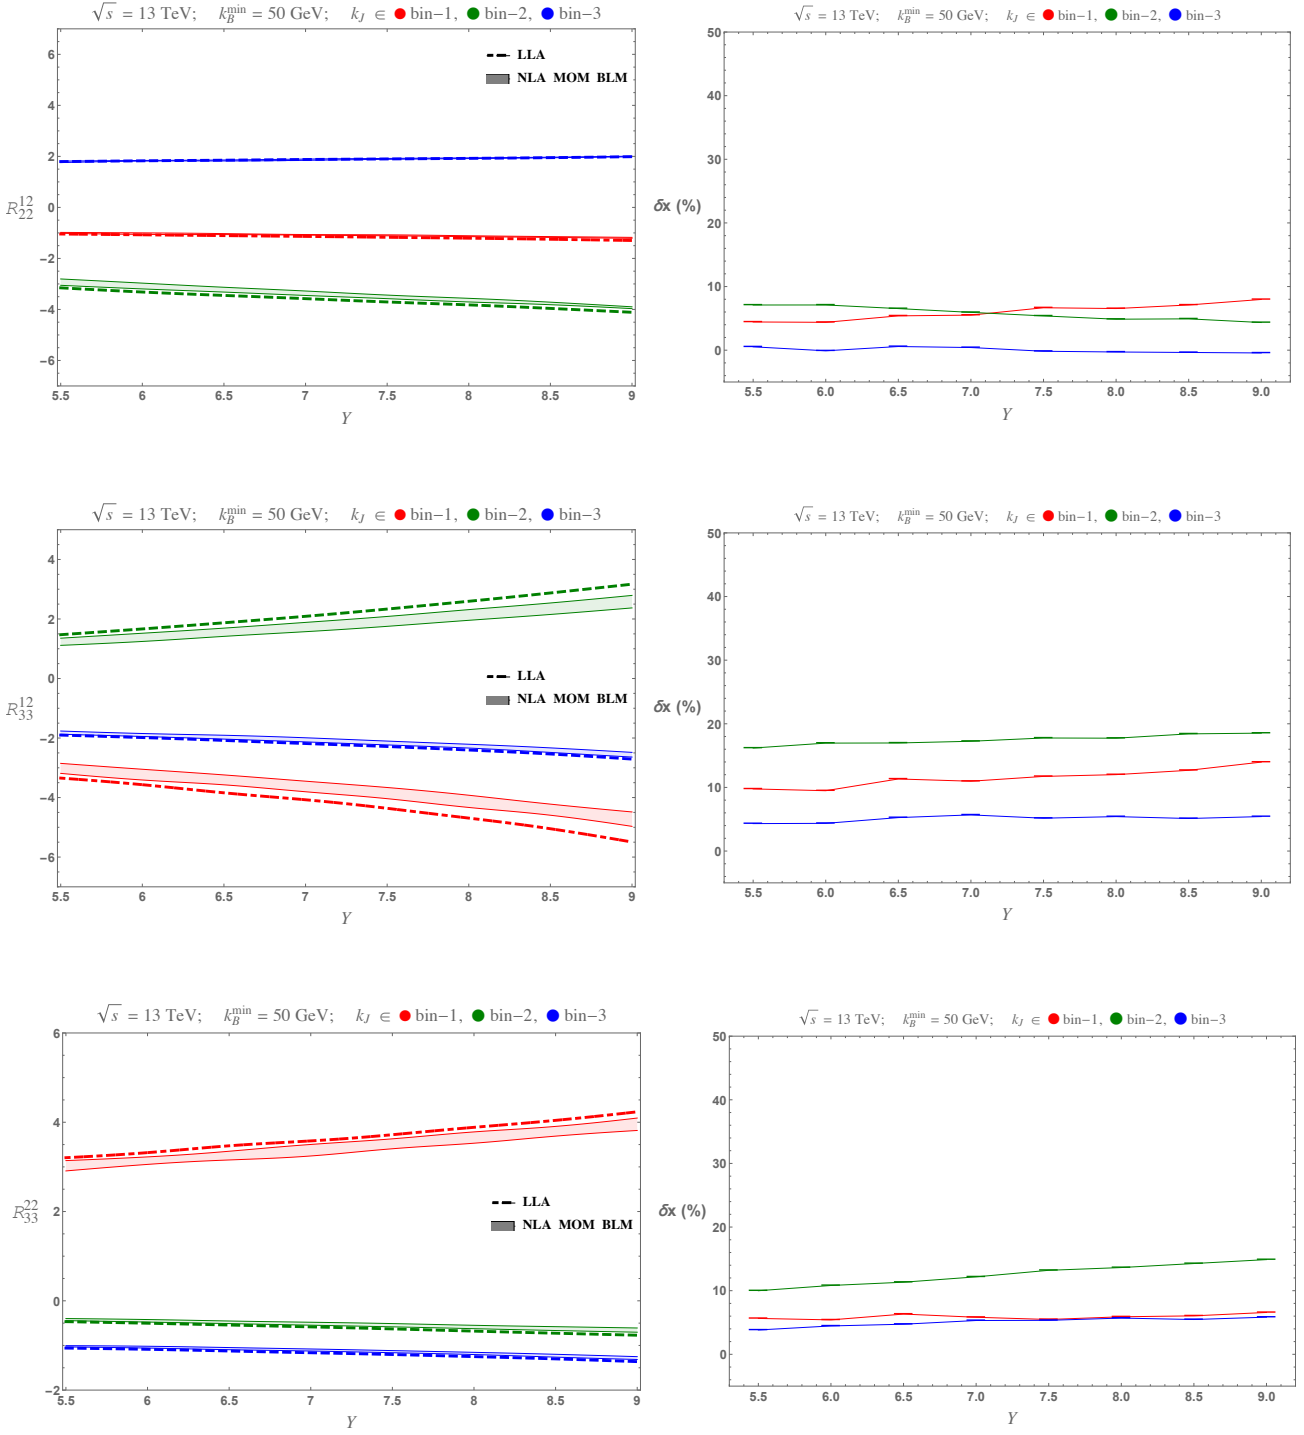 √s = 13 TeV; k_B^min = 50 GeV; k_J ∈ bin−1, bin−2, bin−3
6
4
2
0
−2
−4
−6
R_22^12
LLA
NLA MOM BLM
5.5 6 6.5 7 7.5 8 8.5 9
Y
√s = 13 TeV; k_B^min = 50 GeV; k_J ∈ bin−1, bin−2, bin−3
50
40
30
20
10
0
δx (%)
5.5 6.0 6.5 7.0 7.5 8.0 8.5 9.0
Y
√s = 13 TeV; k_B^min = 50 GeV; k_J ∈ bin−1, bin−2, bin−3
4
2
0
−2
−4
−6
R_33^12
LLA
NLA MOM BLM
5.5 6 6.5 7 7.5 8 8.5 9
Y
√s = 13 TeV; k_B^min = 50 GeV; k_J ∈ bin−1, bin−2, bin−3
50
40
30
20
10
0
δx (%)
5.5 6.0 6.5 7.0 7.5 8.0 8.5 9.0
Y
√s = 13 TeV; k_B^min = 50 GeV; k_J ∈ bin−1, bin−2, bin−3
6
4
2
0
−2
R_33^22
LLA
NLA MOM BLM
5.5 6 6.5 7 7.5 8 8.5 9
Y
√s = 13 TeV; k_B^min = 50 GeV; k_J ∈ bin−1, bin−2, bin−3
50
40
30
20
10
0
δx (%)
5.5 6.0 6.5 7.0 7.5 8.0 8.5 9.0
Y